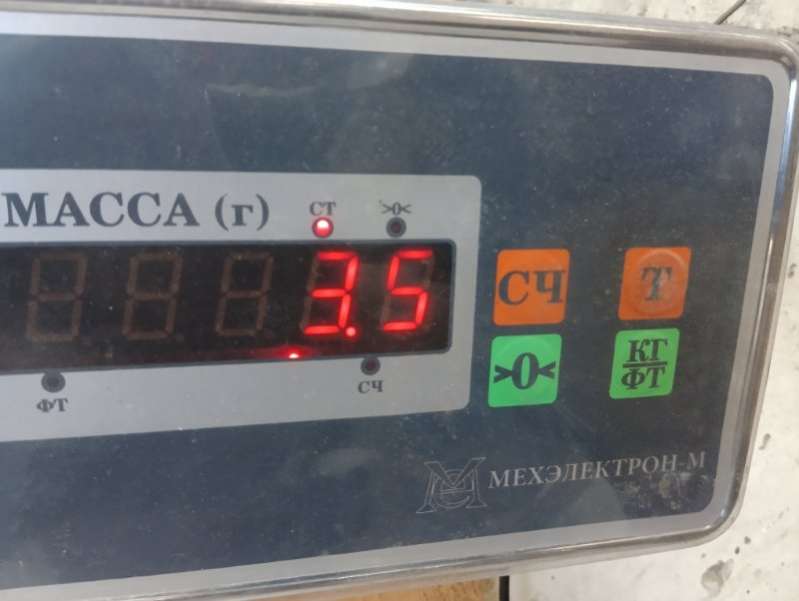 МАССА (г)
СТ >0<
3.5
ФТ СЧ
СЧ Т
>0< КГ
ФТ
МЕХЭЛЕКТРОН-М